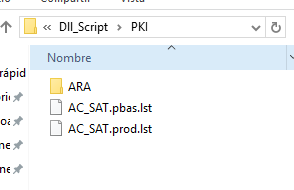 Compartir
Vista
« Dll_Script > PKI
Nombre
rápid
ARA
AC_SAT.pbas.lst
AC_SAT.prod.lst